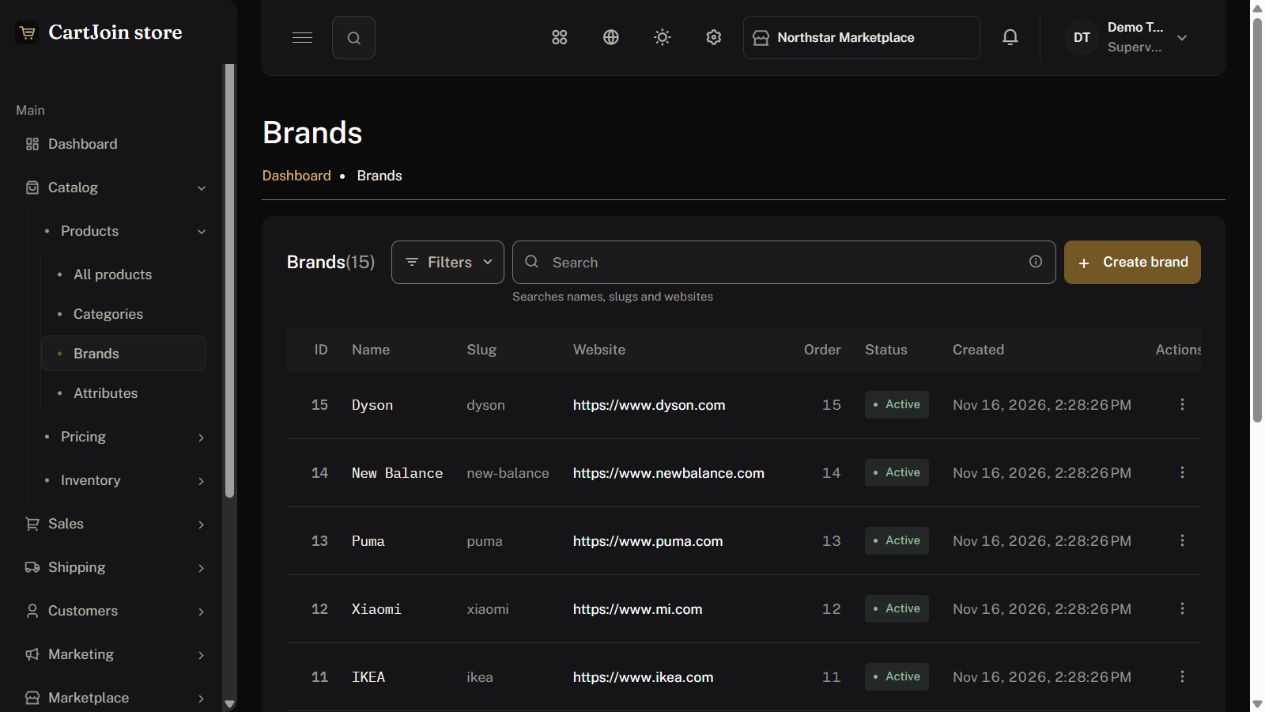 CartJoin store
Northstar Marketplace
DT
Demo T...
Superv...
Main
Dashboard
Catalog
Products
All products
Categories
Brands
Attributes
Pricing
Inventory
Sales
Shipping
Customers
Marketing
Marketplace
Brands
Dashboard • Brands
Brands(15)
Filters
Search
+ Create brand
Searches names, slugs and websites
ID Name Slug Website Order Status Created Actions
15 Dyson dyson https://www.dyson.com 15 • Active Nov 16, 2026, 2:28:26 PM
14 New Balance new-balance https://www.newbalance.com 14 • Active Nov 16, 2026, 2:28:26 PM
13 Puma puma https://www.puma.com 13 • Active Nov 16, 2026, 2:28:26 PM
12 Xiaomi xiaomi https://www.mi.com 12 • Active Nov 16, 2026, 2:28:26 PM
11 IKEA ikea https://www.ikea.com 11 • Active Nov 16, 2026, 2:28:26 PM